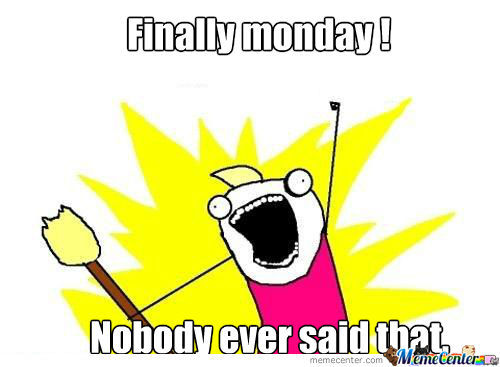 Finally monday !
Nobody ever said that.
memecenter.com MemeCenter